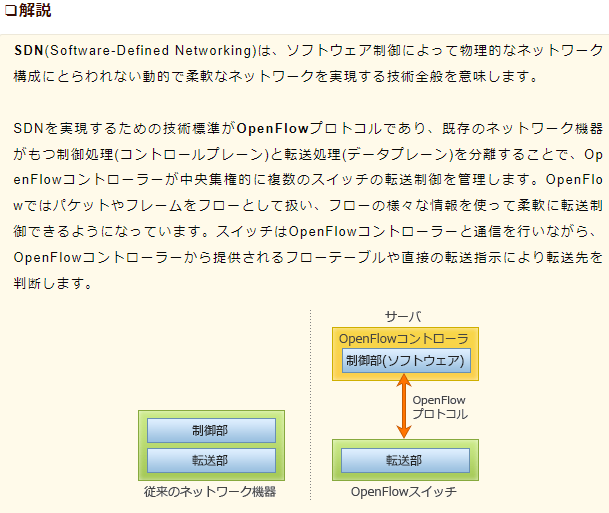 ❏解説
SDN(Software-Defined Networking)は、ソフトウェア制御によって物理的なネットワーク
構成にとらわれない動的で柔軟なネットワークを実現する技術全般を意味します。
SDNを実現するための技術標準がOpenFlowプロトコルであり、既存のネットワーク機器
がもつ制御処理(コントロールプレーン)と転送処理(データプレーン)を分離することで、Op
enFlowコントローラーが中央集権的に複数のスイッチの転送制御を管理します。OpenFlo
wではパケットやフレームをフローとして扱い、フローの様々な情報を使って柔軟に転送制
御できるようになっています。スイッチはOpenFlowコントローラーと通信を行いながら、
OpenFlowコントローラーから提供されるフローテーブルや直接の転送指示により転送先を
判断します。
サーバ
OpenFlowコントローラ
制御部(ソフトウェア)
OpenFlow
プロトコル
制御部
転送部
転送部
従来のネットワーク機器
OpenFlowスイッチ